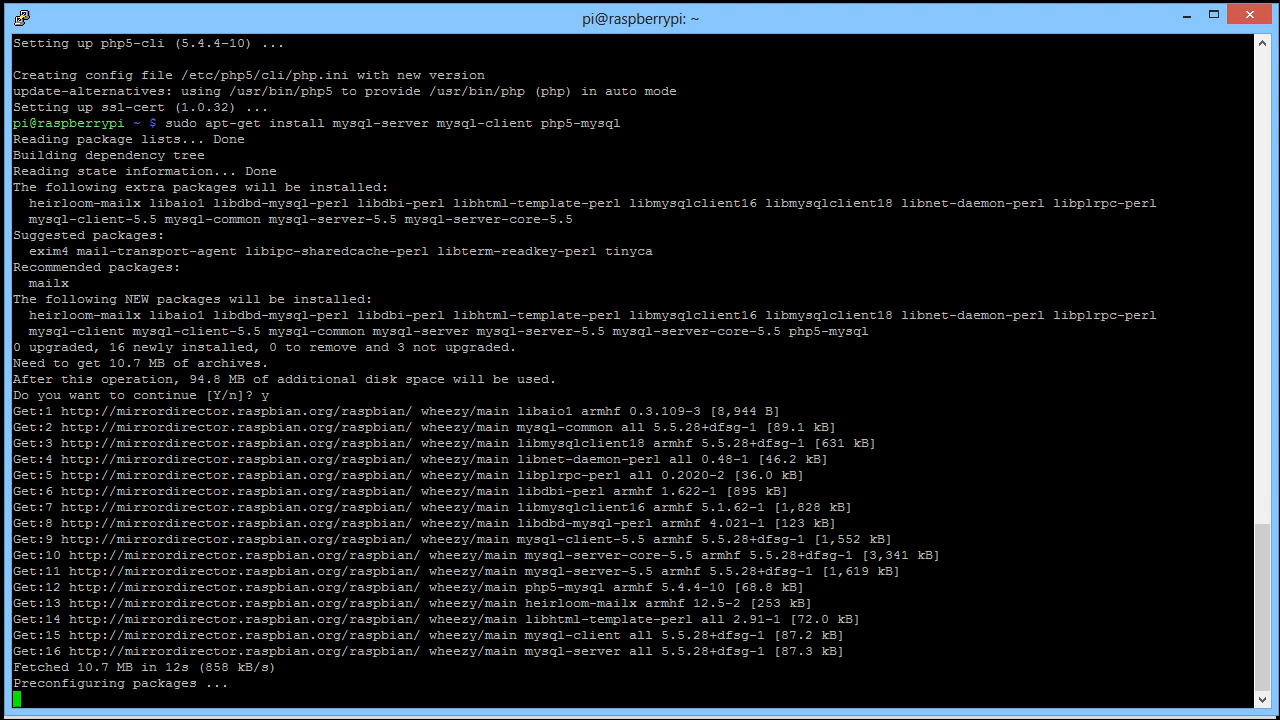 pi@raspberrypi: ~
Setting up php5-cli (5.4.4-10) ...
Creating config file /etc/php5/cli/php.ini with new version
update-alternatives: using /usr/bin/php5 to provide /usr/bin/php (php) in auto mode
Setting up ssl-cert (1.0.32) ...
pi@raspberrypi ~ $ sudo apt-get install mysql-server mysql-client php5-mysql
Reading package lists... Done
Building dependency tree
Reading state information... Done
The following extra packages will be installed:
heirloom-mailx libaio1 libdbd-mysql-perl libdbi-perl libhtml-template-perl libmysqlclient16 libmysqlclient18 libnet-daemon-perl libplrpc-perl
mysql-client-5.5 mysql-common mysql-server-5.5 mysql-server-core-5.5
Suggested packages:
exim4 mail-transport-agent libipc-sharedcache-perl libterm-readkey-perl tinyca
Recommended packages:
mailx
The following NEW packages will be installed:
heirloom-mailx libaio1 libdbd-mysql-perl libdbi-perl libhtml-template-perl libmysqlclient16 libmysqlclient18 libnet-daemon-perl libplrpc-perl
mysql-client mysql-client-5.5 mysql-common mysql-server mysql-server-5.5 mysql-server-core-5.5 php5-mysql
0 upgraded, 16 newly installed, 0 to remove and 3 not upgraded.
Need to get 10.7 MB of archives.
After this operation, 94.8 MB of additional disk space will be used.
Do you want to continue [Y/n]? y
Get:1 http://mirrordirector.raspbian.org/raspbian/ wheezy/main libaio1 armhf 0.3.109-3 [8,944 B]
Get:2 http://mirrordirector.raspbian.org/raspbian/ wheezy/main mysql-common all 5.5.28+dfsg-1 [89.1 kB]
Get:3 http://mirrordirector.raspbian.org/raspbian/ wheezy/main libmysqlclient18 armhf 5.5.28+dfsg-1 [631 kB]
Get:4 http://mirrordirector.raspbian.org/raspbian/ wheezy/main libnet-daemon-perl all 0.48-1 [46.2 kB]
Get:5 http://mirrordirector.raspbian.org/raspbian/ wheezy/main libplrpc-perl all 0.2020-2 [36.0 kB]
Get:6 http://mirrordirector.raspbian.org/raspbian/ wheezy/main libdbi-perl armhf 1.622-1 [895 kB]
Get:7 http://mirrordirector.raspbian.org/raspbian/ wheezy/main libmysqlclient16 armhf 5.1.62-1 [1,828 kB]
Get:8 http://mirrordirector.raspbian.org/raspbian/ wheezy/main libdbd-mysql-perl armhf 4.021-1 [123 kB]
Get:9 http://mirrordirector.raspbian.org/raspbian/ wheezy/main mysql-client-5.5 armhf 5.5.28+dfsg-1 [1,552 kB]
Get:10 http://mirrordirector.raspbian.org/raspbian/ wheezy/main mysql-server-core-5.5 armhf 5.5.28+dfsg-1 [3,341 kB]
Get:11 http://mirrordirector.raspbian.org/raspbian/ wheezy/main mysql-server-5.5 armhf 5.5.28+dfsg-1 [1,619 kB]
Get:12 http://mirrordirector.raspbian.org/raspbian/ wheezy/main php5-mysql armhf 5.4.4-10 [68.8 kB]
Get:13 http://mirrordirector.raspbian.org/raspbian/ wheezy/main heirloom-mailx armhf 12.5-2 [253 kB]
Get:14 http://mirrordirector.raspbian.org/raspbian/ wheezy/main libhtml-template-perl all 2.91-1 [72.0 kB]
Get:15 http://mirrordirector.raspbian.org/raspbian/ wheezy/main mysql-client all 5.5.28+dfsg-1 [87.2 kB]
Get:16 http://mirrordirector.raspbian.org/raspbian/ wheezy/main mysql-server all 5.5.28+dfsg-1 [87.3 kB]
Fetched 10.7 MB in 12s (858 kB/s)
Preconfiguring packages ...